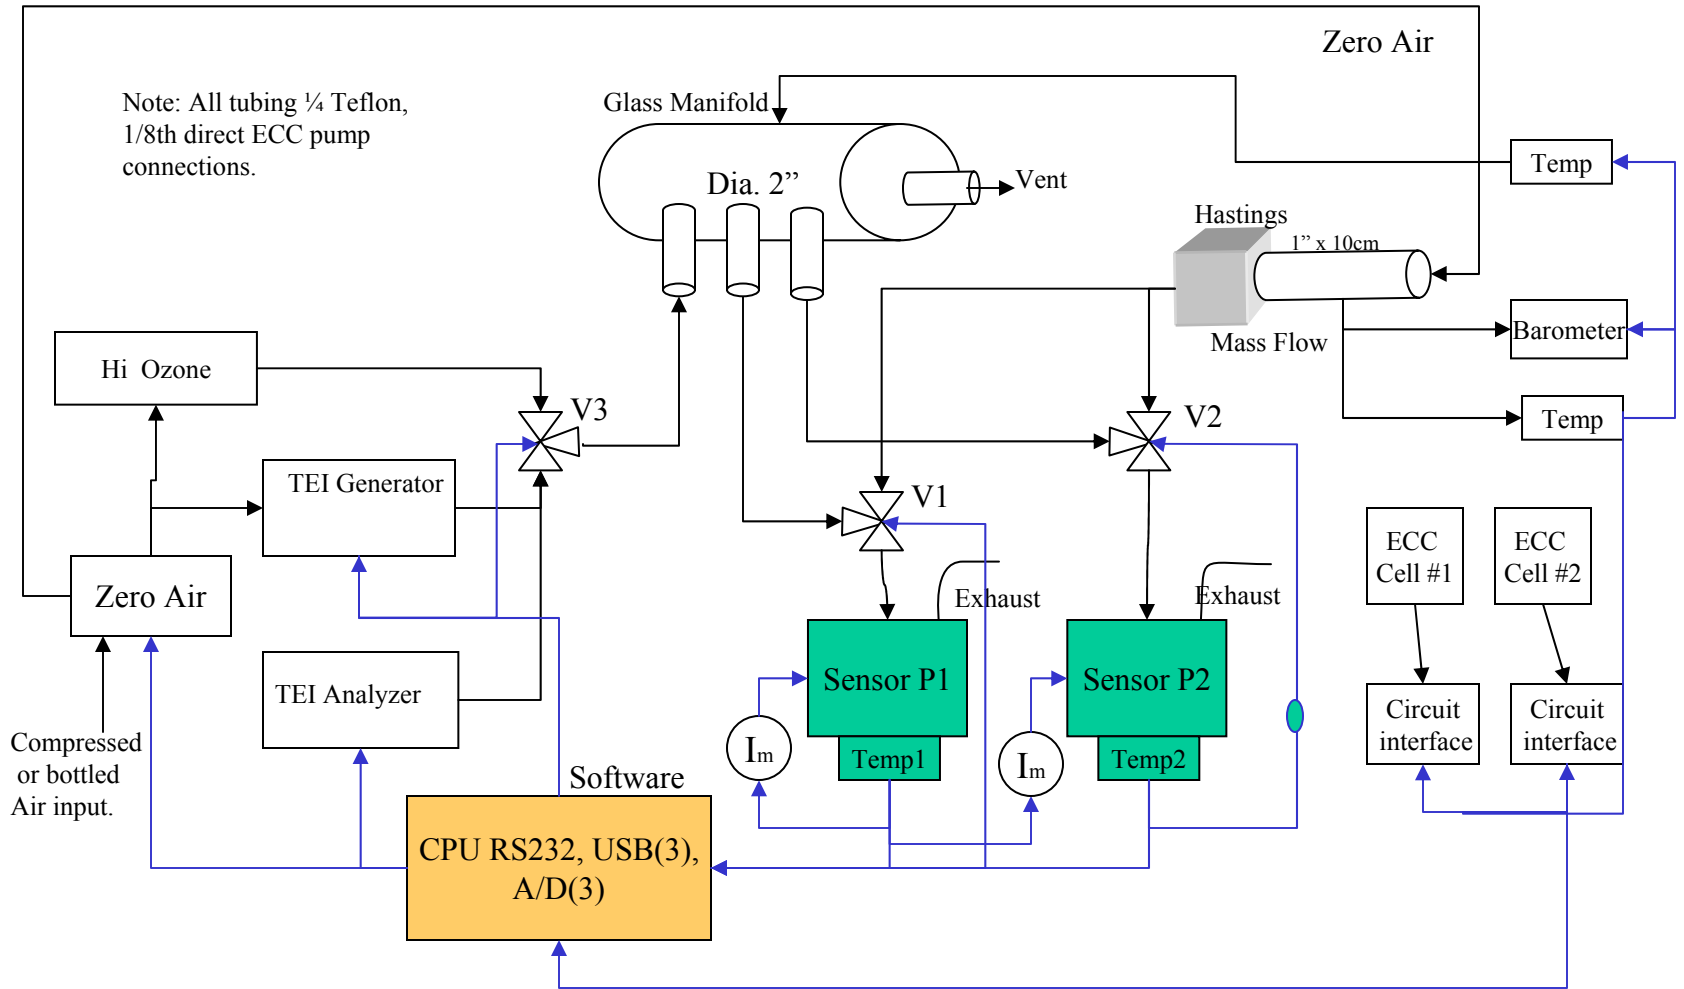 Zero Air
Note: All tubing ¼ Teflon,
1/8th direct ECC pump
connections.
Glass Manifold
Dia. 2”
Vent
Temp
Hastings
1” x 10cm
Mass Flow
Barometer
Temp
Hi Ozone
V3
V2
TEI Generator
V1
ECC
Cell #1
ECC
Cell #2
Zero Air
Exhaust
Exhaust
TEI Analyzer
Sensor P1
Sensor P2
Circuit
interface
Circuit
interface
Compressed
or bottled
Air input.
Im
Temp1
Im
Temp2
Software
CPU RS232, USB(3),
A/D(3)